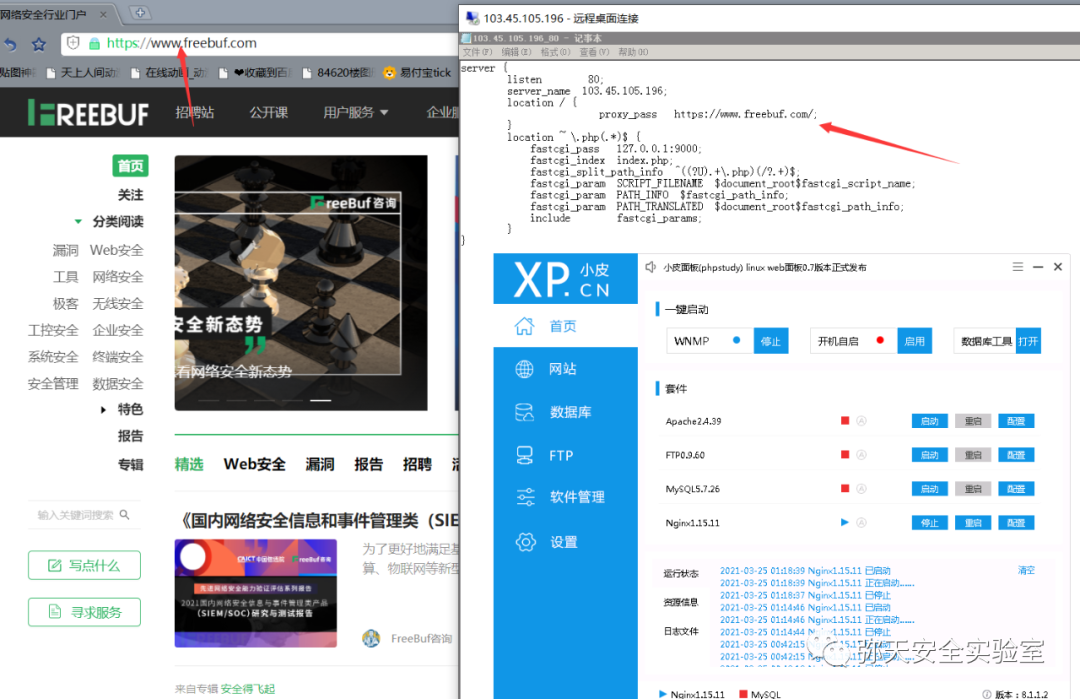 网络安全行业门户
https://www.freebuf.com
天上人间动
在线动图_动
❤收藏到百
84620楼图
易付宝tick
FREEBUF
招聘站
公开课
用户服务
首页
关注
分类阅读
漏洞 Web安全
工具 网络安全
极客 无线安全
工控安全 企业安全
系统安全 终端安全
安全管理 数据安全
特色
报告
专辑
输入关键词搜索
写点什么
寻求服务
FreeBuf咨询
安全新态势
看网络安全新态势
精选 Web安全 漏洞 报告 招聘
《国内网络安全信息和事件管理类（SIE
为了更好地满足
算、物联网等新型
CAICT 中国信通院 FreeBuf咨询
先进网络安全能力验证评估系列报告
2021国内网络安全信息与事件管理类产品
（SIEM/SOC）研究与测试报告
FreeBuf咨询
来自专辑 安全得飞起
103.45.105.196 - 远程桌面连接
103.45.105.196_80 - 记事本
文件(F) 编辑(E) 格式(O) 查看(V) 帮助(H)
server {
listen 80;
server_name 103.45.105.196;
location / {
proxy_pass https://www.freebuf.com/;
}
location ~ \.php(.*)$ {
fastcgi_pass 127.0.0.1:9000;
fastcgi_index index.php;
fastcgi_split_path_info ^((?U).+\.php)(/?.+)$;
fastcgi_param SCRIPT_FILENAME $document_root$fastcgi_script_name;
fastcgi_param PATH_INFO $fastcgi_path_info;
fastcgi_param PATH_TRANSLATED $document_root$fastcgi_path_info;
include fastcgi_params;
}
}
XP.小皮CN
小皮面板(phpstudy) linux web面板0.7版本正式发布
首页
网站
数据库
FTP
软件管理
设置
一键启动
WNMP 停止
开机自启 启用
数据库工具 打开
套件
Apache2.4.39 启动 重启 配置
FTP0.9.60 启动 重启 配置
MySQL5.7.26 启动 重启 配置
Nginx1.15.11 停止 重启 配置
运行状态
资源信息
日志文件
清空
2021-03-25 01:18:39 Nginx1.15.11 已启动
2021-03-25 01:18:39 Nginx1.15.11 正在启动......
2021-03-25 01:18:37 Nginx1.15.11 已停止
2021-03-25 01:14:46 Nginx1.15.11 已启动
2021-03-25 01:14:46 Nginx1.15.11 正在启动......
2021-03-25 01:14:44 Nginx1.15.11 已停止
2021-03-25 00:42:15
2021-03-25 00:42:15
弥天安全实验室
Nginx1.15.11 MySQL
版本：8.1.1.2